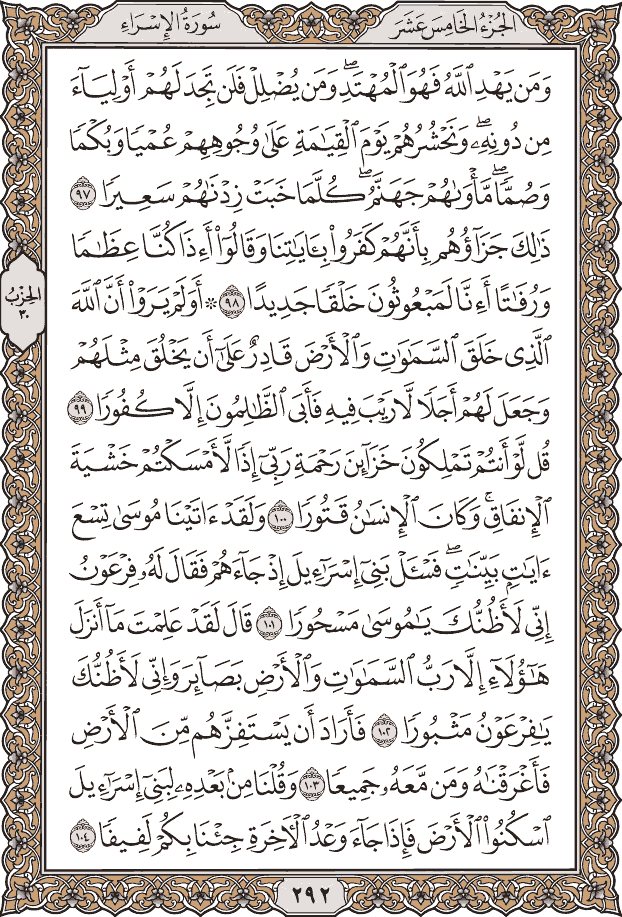 الجُزْءُ الخَامِسَ عَشَرَ
سُورَةُ الإِسْرَاءِ
وَمَن يَهْدِ ٱللَّهُ فَهُوَ ٱلْمُهْتَدِۖ وَمَن يُضْلِلْ فَلَن تَجِدَ لَهُمْ أَوْلِيَآءَ
مِن دُونِهِۦۖ وَنَحْشُرُهُمْ يَوْمَ ٱلْقِيَٰمَةِ عَلَىٰ وُجُوهِهِمْ عُمْيًا وَبُكْمًا
وَصُمًّاۖ مَّأْوَىٰهُمْ جَهَنَّمُۖ كُلَّمَا خَبَتْ زِدْنَٰهُمْ سَعِيرًا ٩٧
ذَٰلِكَ جَزَآؤُهُم بِأَنَّهُمْ كَفَرُوا۟ بِـَٔايَٰتِنَا وَقَالُوٓا۟ أَءِذَا كُنَّا عِظَٰمًا
وَرُفَٰتًا أَءِنَّا لَمَبْعُوثُونَ خَلْقًا جَدِيدًا ٩٨ ۞ أَوَلَمْ يَرَوْا۟ أَنَّ ٱللَّهَ
ٱلَّذِى خَلَقَ ٱلسَّمَٰوَٰتِ وَٱلْأَرْضَ قَادِرٌ عَلَىٰٓ أَن يَخْلُقَ مِثْلَهُمْ
وَجَعَلَ لَهُمْ أَجَلًا لَّا رَيْبَ فِيهِ فَأَبَى ٱلظَّٰلِمُونَ إِلَّا كُفُورًا ٩٩
قُل لَّوْ أَنتُمْ تَمْلِكُونَ خَزَآئِنَ رَحْمَةِ رَبِّىٓ إِذًا لَّأَمْسَكْتُمْ خَشْيَةَ
ٱلْإِنفَاقِۚ وَكَانَ ٱلْإِنسَٰنُ قَتُورًا ١٠٠ وَلَقَدْ ءَاتَيْنَا مُوسَىٰ تِسْعَ
ءَايَٰتٍۭ بَيِّنَٰتٍۖ فَسْـَٔلْ بَنِىٓ إِسْرَٰٓءِيلَ إِذْ جَآءَهُمْ فَقَالَ لَهُۥ فِرْعَوْنُ
إِنِّى لَأَظُنُّكَ يَٰمُوسَىٰ مَسْحُورًا ١٠١ قَالَ لَقَدْ عَلِمْتَ مَآ أَنزَلَ
هَٰٓؤُلَآءِ إِلَّا رَبُّ ٱلسَّمَٰوَٰتِ وَٱلْأَرْضِ بَصَآئِرَ وَإِنِّى لَأَظُنُّكَ
يَٰفِرْعَوْنُ مَثْبُورًا ١٠٢ فَأَرَادَ أَن يَسْتَفِزَّهُم مِّنَ ٱلْأَرْضِ
فَأَغْرَقْنَٰهُ وَمَن مَّعَهُۥ جَمِيعًا ١٠٣ وَقُلْنَا مِنۢ بَعْدِهِۦ لِبَنِىٓ إِسْرَٰٓءِيلَ
ٱسْكُنُوا۟ ٱلْأَرْضَ فَإِذَا جَآءَ وَعْدُ ٱلْءَاخِرَةِ جِئْنَا بِكُمْ لَفِيفًا ١٠٤
الحِزْبُ
٣٠
٢٩٢